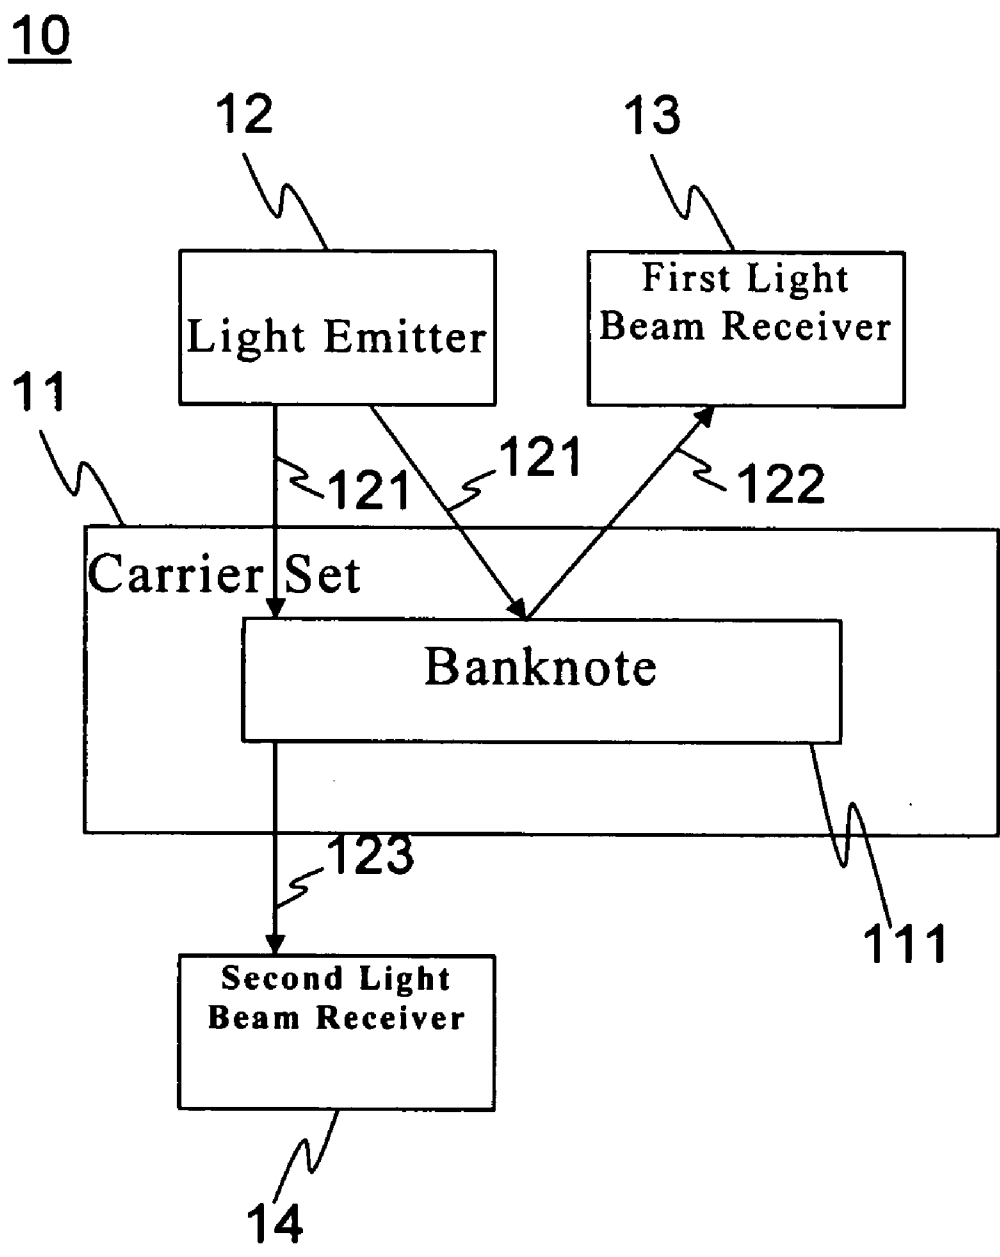 10
12
13
Light Emitter
First Light
Beam Receiver
11
121
121
122
Carrier Set
Banknote
123
111
Second Light
Beam Receiver
14